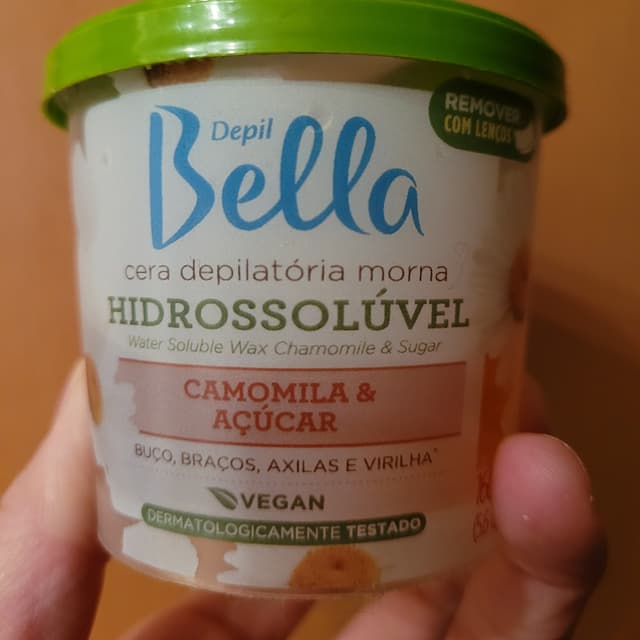 REMOVER
COM LENÇOS
Depil
Bella
cera depilatória morna
HIDROSSOLÚVEL
Water Soluble Wax Chamomile & Sugar
CAMOMILA &
AÇÚCAR
BUÇO, BRAÇOS, AXILAS E VIRILHA*
VEGAN
DERMATOLOGICAMENTE TESTADO